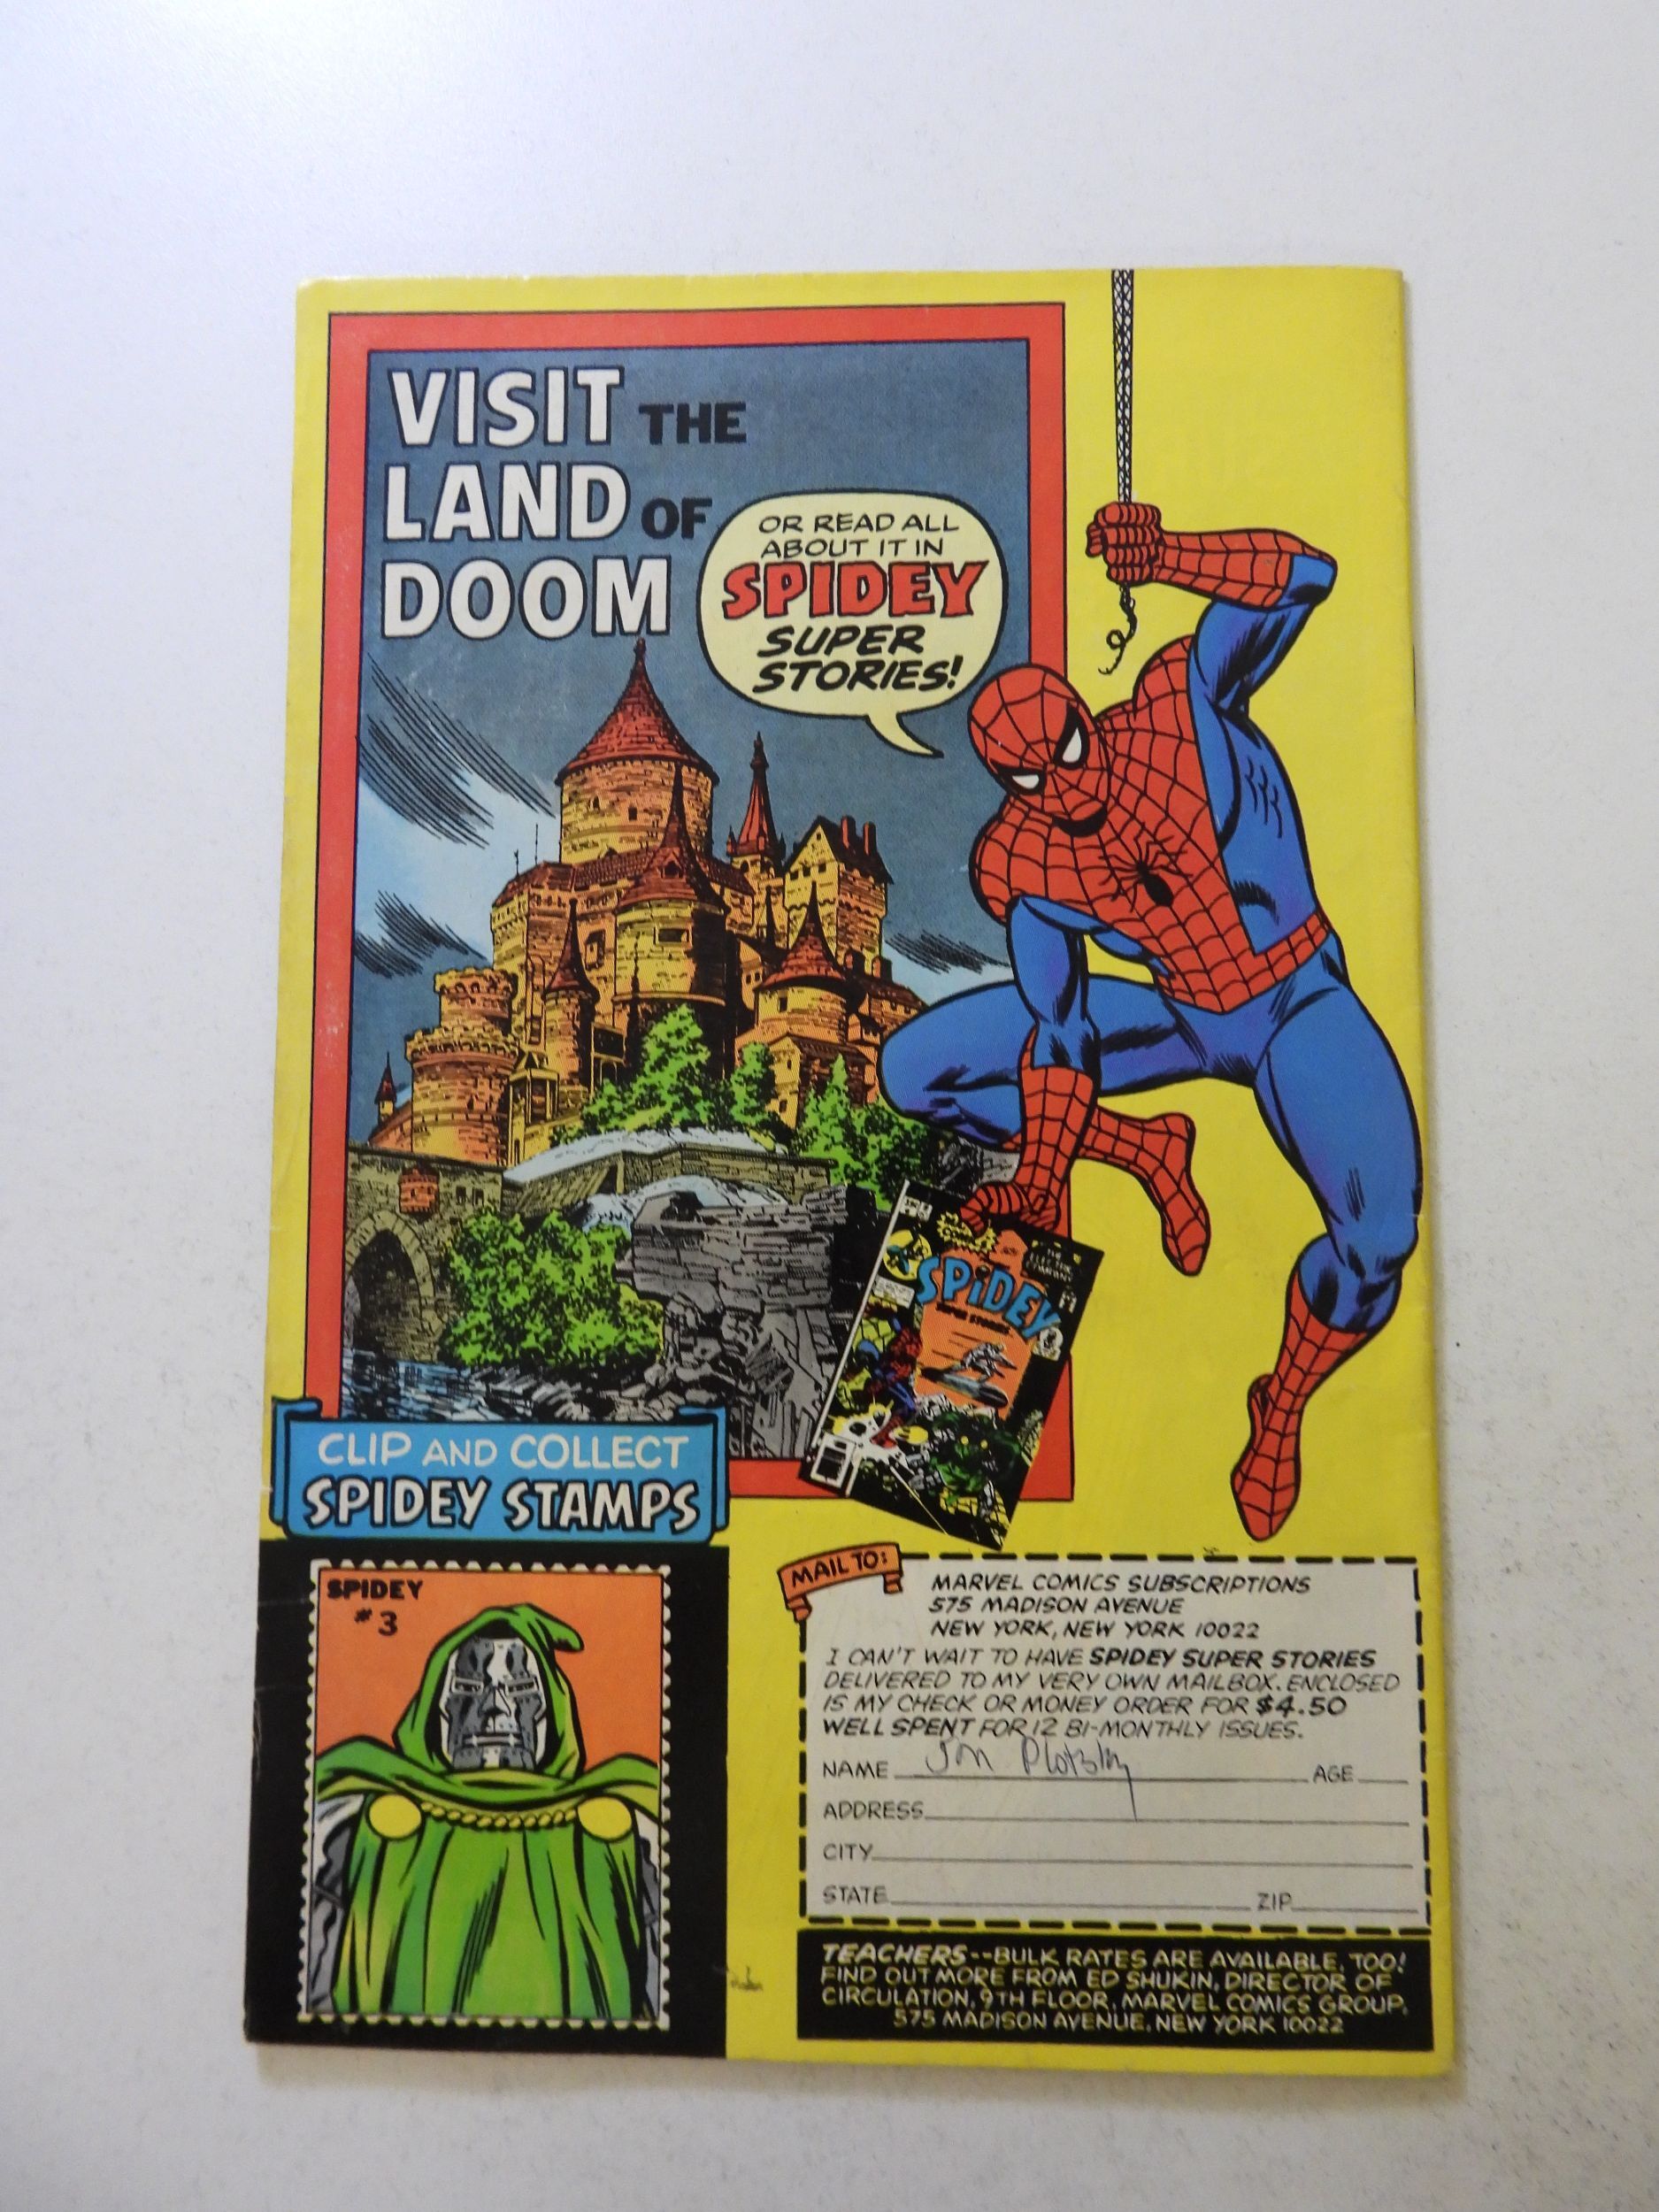 VISIT THE
LAND OF
DOOM
OR READ ALL
ABOUT IT IN
SPIDEY
SUPER
STORIES!
SPIDEY
SUPER STORIES
CLIP AND COLLECT
SPIDEY STAMPS
SPIDEY
#3
MAIL TO:
MARVEL COMICS SUBSCRIPTIONS
575 MADISON AVENUE
NEW YORK, NEW YORK 10022
I CAN'T WAIT TO HAVE SPIDEY SUPER STORIES
DELIVERED TO MY VERY OWN MAILBOX. ENCLOSED
IS MY CHECK OR MONEY ORDER FOR $4.50
WELL SPENT FOR 12 BI-MONTHLY ISSUES.
NAME AGE
ADDRESS
CITY
STATE ZIP
TEACHERS--BULK RATES ARE AVAILABLE, TOO!
FIND OUT MORE FROM ED SHUKIN, DIRECTOR OF
CIRCULATION, 9TH FLOOR, MARVEL COMICS GROUP,
575 MADISON AVENUE, NEW YORK 10022